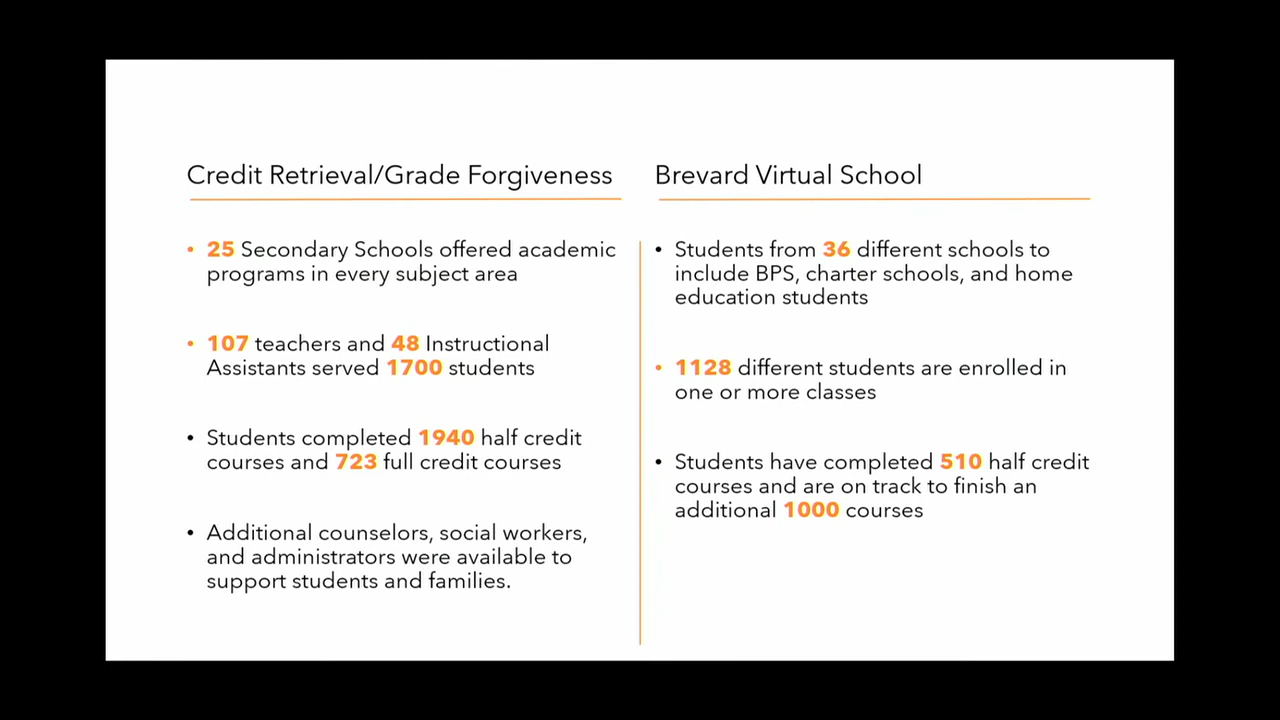 Credit Retrieval/Grade Forgiveness
• 25 Secondary Schools offered academic
programs in every subject area
• 107 teachers and 48 Instructional
Assistants served 1700 students
• Students completed 1940 half credit
courses and 723 full credit courses
• Additional counselors, social workers,
and administrators were available to
support students and families.
Brevard Virtual School
• Students from 36 different schools to
include BPS, charter schools, and home
education students
• 1128 different students are enrolled in
one or more classes
• Students have completed 510 half credit
courses and are on track to finish an
additional 1000 courses